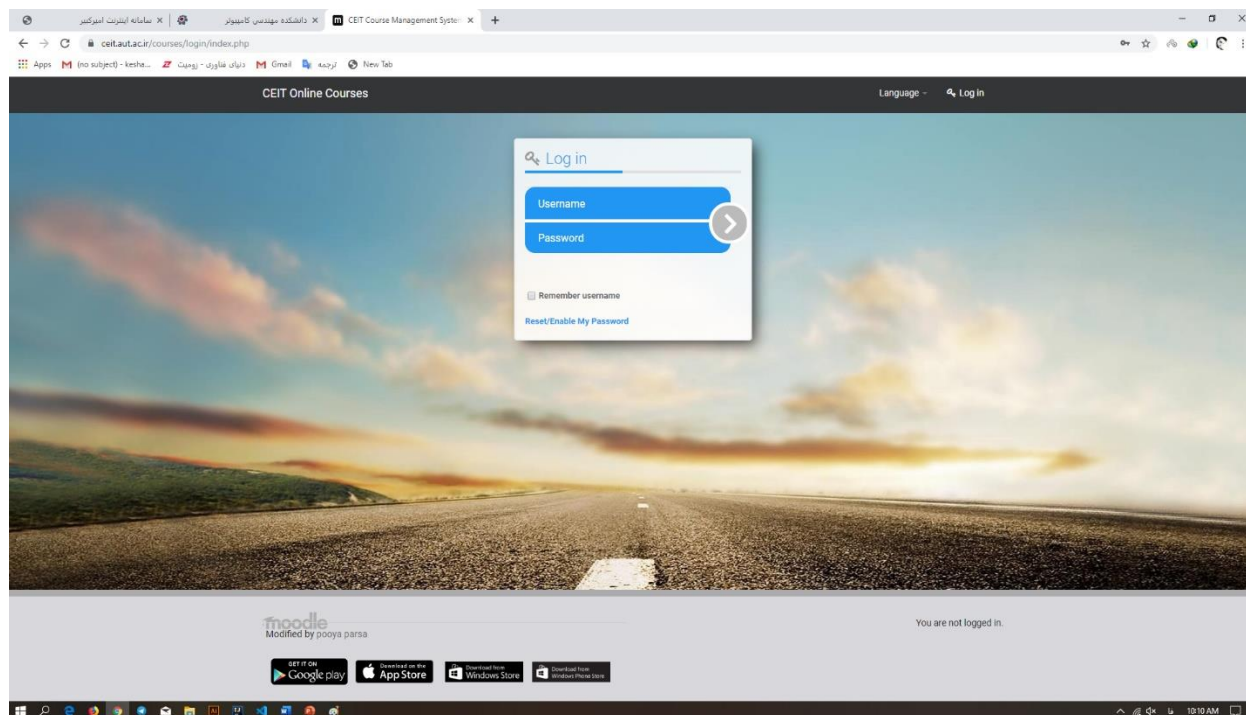 سامانه اینترنت امیرکبیر
دانشکده مهندسی کامپیوتر
CEIT Course Management System
ceit.aut.ac.ir/courses/login/index.php
Apps
(no subject) - kesha...
دنیای فناوری - زومیت
Gmail
ترجمه
New Tab
CEIT Online Courses
Language
Log in
Log in
Username
Password
Remember username
Reset/Enable My Password
moodle
Modified by pooya parsa
You are not logged in.
GET IT ON
Google play
Download on the
App Store
Download from
Windows Store
Download from
Windows Phone Store
فا
10:10 AM